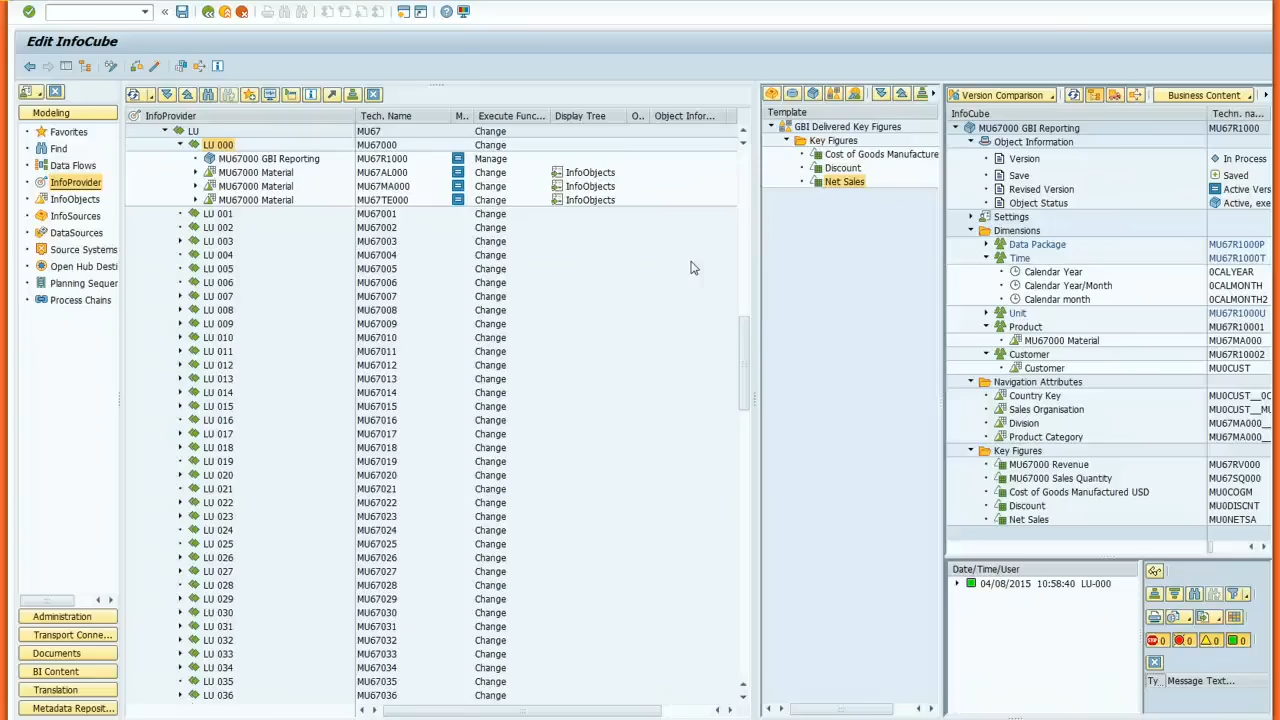 Edit InfoCube
Modeling
Favorites
Find
Data Flows
InfoProvider
InfoObjects
InfoSources
DataSources
Source Systems
Open Hub Desti
Planning Sequer
Process Chains
Administration
Transport Conne...
Documents
BI Content
Translation
Metadata Reposit...
InfoProvider Tech. Name M.. Execute Func... Display Tree O.. Object Infor...
LU MU67 Change
LU 000 MU67000 Change
MU67000 GBI Reporting MU67R1000 Manage
MU67000 Material MU67AL000 Change InfoObjects
MU67000 Material MU67MA000 Change InfoObjects
MU67000 Material MU67TE000 Change InfoObjects
LU 001 MU67001 Change
LU 002 MU67002 Change
LU 003 MU67003 Change
LU 004 MU67004 Change
LU 005 MU67005 Change
LU 006 MU67006 Change
LU 007 MU67007 Change
LU 008 MU67008 Change
LU 009 MU67009 Change
LU 010 MU67010 Change
LU 011 MU67011 Change
LU 012 MU67012 Change
LU 013 MU67013 Change
LU 014 MU67014 Change
LU 015 MU67015 Change
LU 016 MU67016 Change
LU 017 MU67017 Change
LU 018 MU67018 Change
LU 019 MU67019 Change
LU 020 MU67020 Change
LU 021 MU67021 Change
LU 022 MU67022 Change
LU 023 MU67023 Change
LU 024 MU67024 Change
LU 025 MU67025 Change
LU 026 MU67026 Change
LU 027 MU67027 Change
LU 028 MU67028 Change
LU 029 MU67029 Change
LU 030 MU67030 Change
LU 031 MU67031 Change
LU 032 MU67032 Change
LU 033 MU67033 Change
LU 034 MU67034 Change
LU 035 MU67035 Change
LU 036 MU67036 Change
Template
GBI Delivered Key Figures
Key Figures
Cost of Goods Manufacture
Discount
Net Sales
Version Comparison Business Content
InfoCube Techn. na...
MU67000 GBI Reporting MU67R1000
Object Information
Version In Process
Save Saved
Revised Version Active Vers
Object Status Active, exe
Settings
Dimensions
Data Package MU67R1000P
Time MU67R1000T
Calendar Year 0CALYEAR
Calendar Year/Month 0CALMONTH
Calendar month 0CALMONTH2
Unit MU67R1000U
Product MU67R10001
MU67000 Material MU67MA000
Customer MU67R10002
Customer MU0CUST
Navigation Attributes
Country Key MU0CUST__0C
Sales Organisation MU0CUST__MU
Division MU67MA000__
Product Category MU67MA000__
Key Figures
MU67000 Revenue MU67RV000
MU67000 Sales Quantity MU67SQ000
Cost of Goods Manufactured USD MU0COGM
Discount MU0DISCNT
Net Sales MU0NETSA
Date/Time/User
04/08/2015 10:58:40 LU-000
0 0 0 0
Ty... Message Text...